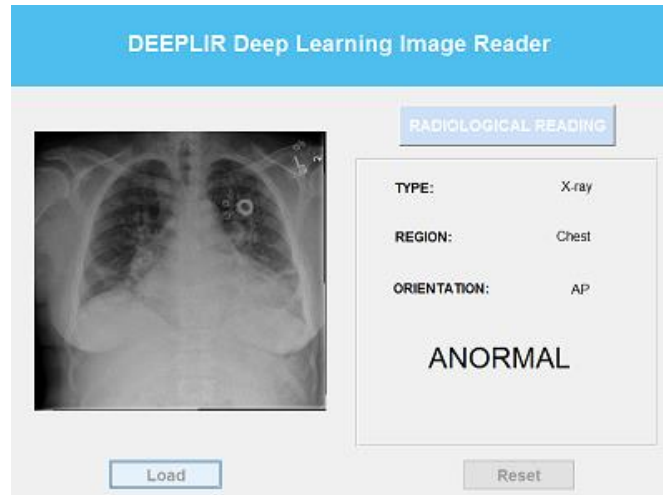 DEEPLIR Deep Learning Image Reader
RADIOLOGICAL READING
TYPE: X-ray
REGION: Chest
ORIENTATION: AP
ANORMAL
Load
Reset